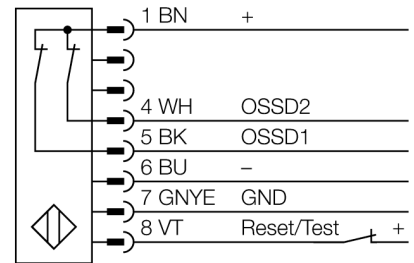 1 BN +
4 WH OSSD2
5 BK OSSD1
6 BU –
7 GNYE GND
8 VT Reset/Test +